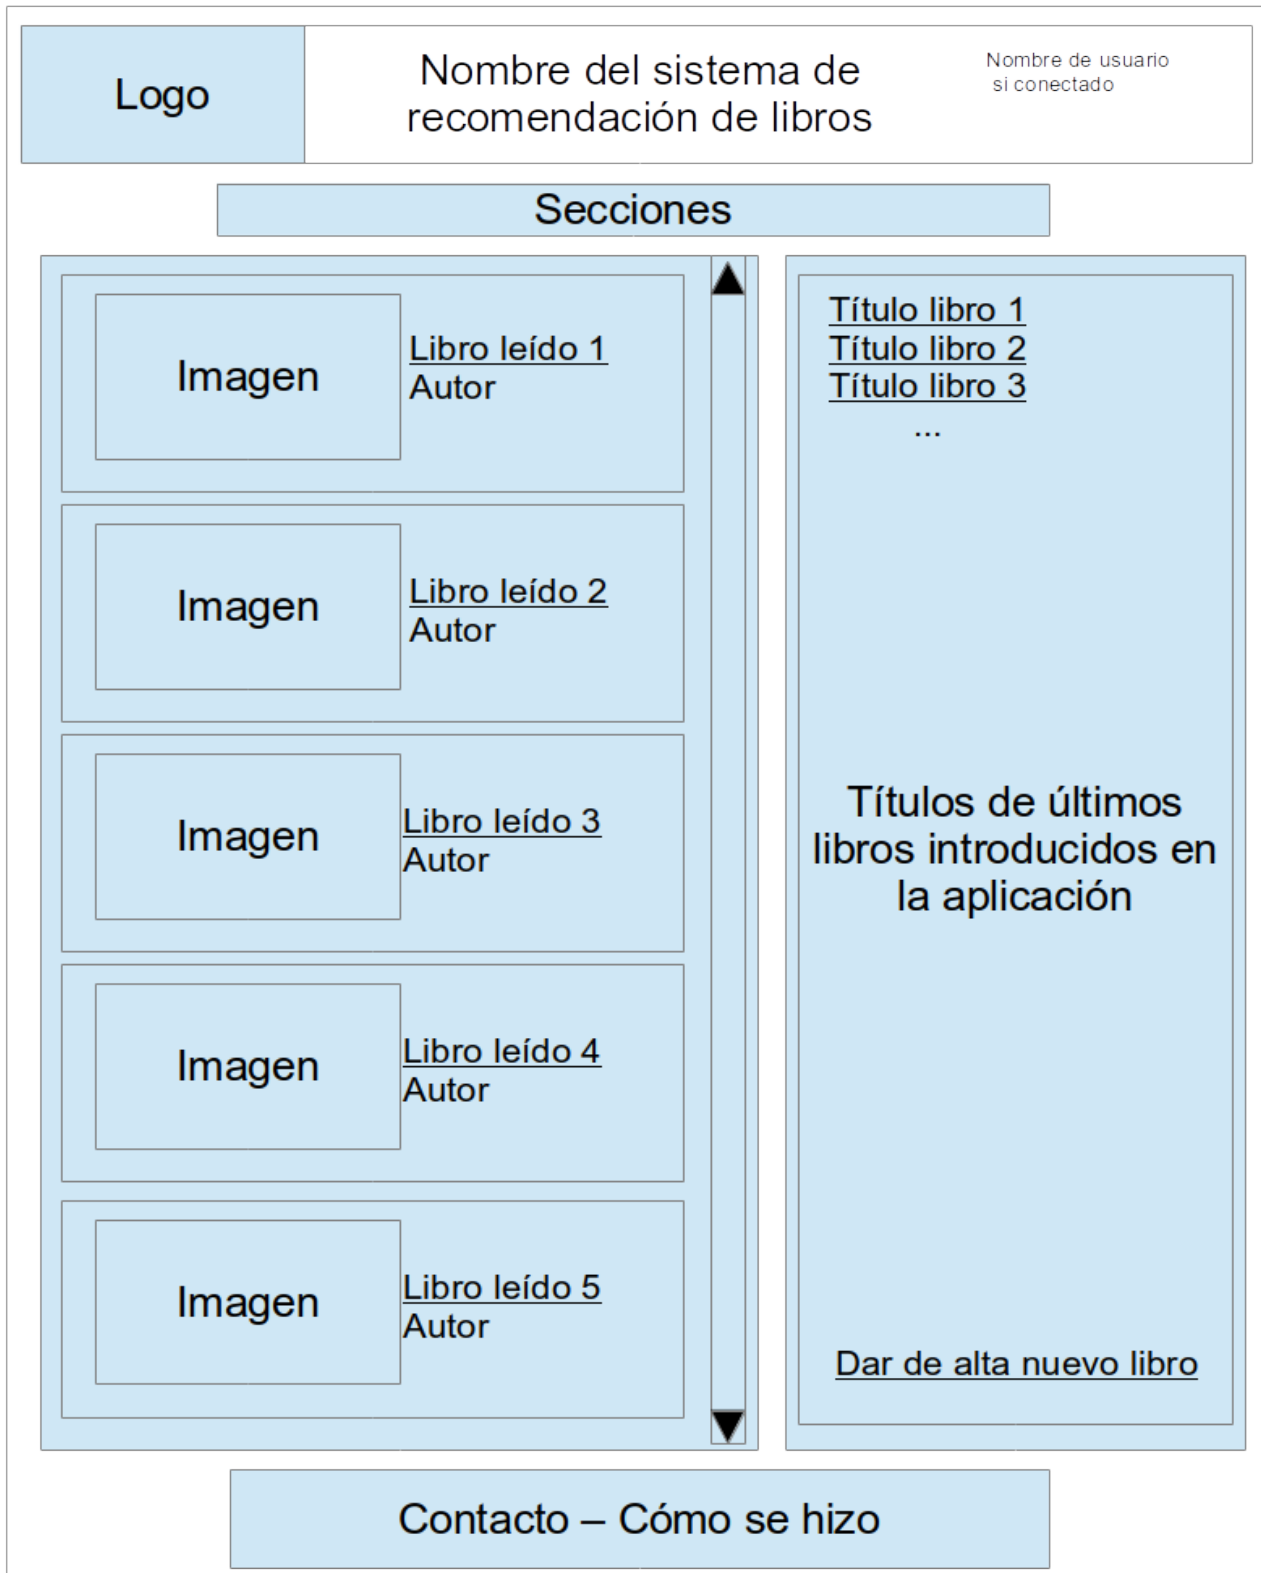 Logo
Nombre del sistema de
recomendación de libros
Nombre de usuario
si conectado
Secciones
Imagen
Libro leído 1
Autor
Imagen
Libro leído 2
Autor
Imagen
Libro leído 3
Autor
Imagen
Libro leído 4
Autor
Imagen
Libro leído 5
Autor
Título libro 1
Título libro 2
Título libro 3
...
Títulos de últimos
libros introducidos en
la aplicación
Dar de alta nuevo libro
Contacto – Cómo se hizo